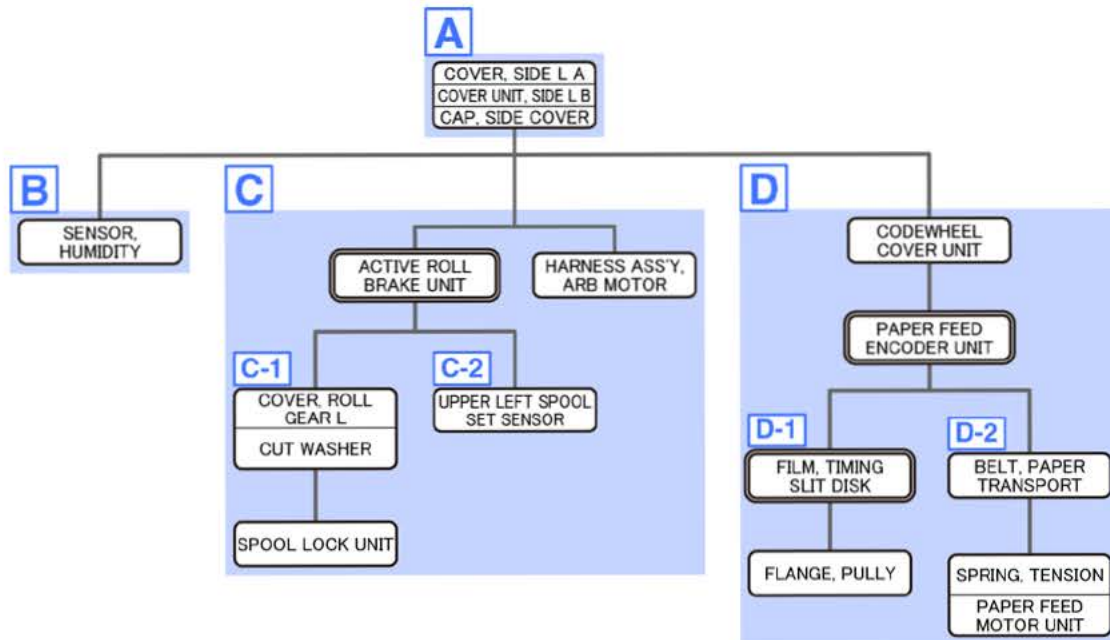 A
COVER, SIDE L A
COVER UNIT, SIDE L B
CAP, SIDE COVER
B
SENSOR,
HUMIDITY
C
ACTIVE ROLL
BRAKE UNIT
HARNESS ASS'Y,
ARB MOTOR
C-1
COVER, ROLL
GEAR L
CUT WASHER
SPOOL LOCK UNIT
C-2
UPPER LEFT SPOOL
SET SENSOR
D
CODEWHEEL
COVER UNIT
PAPER FEED
ENCODER UNIT
D-1
FILM, TIMING
SLIT DISK
FLANGE, PULLY
D-2
BELT, PAPER
TRANSPORT
SPRING, TENSION
PAPER FEED
MOTOR UNIT